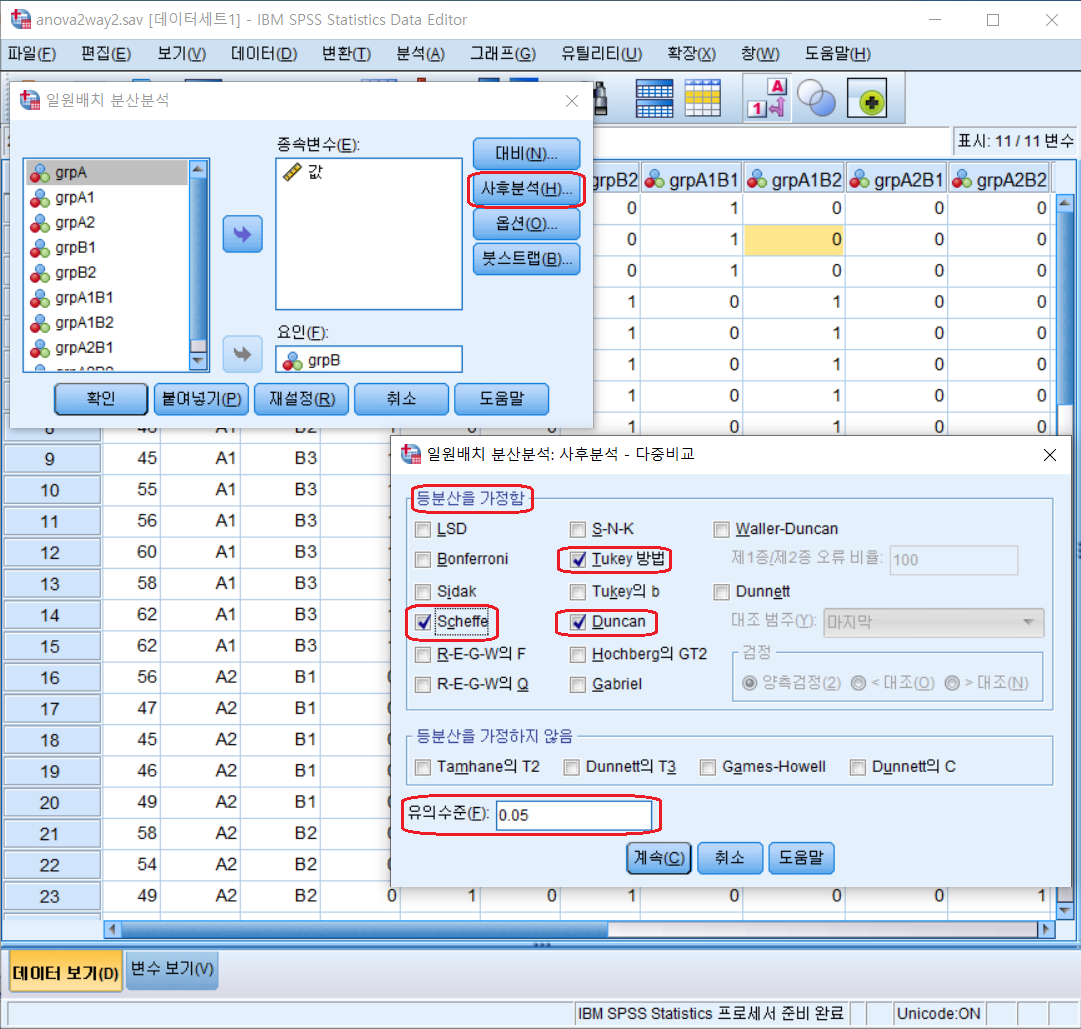 anova2way2.sav [데이터세트1] - IBM SPSS Statistics Data Editor
파일(F) 편집(E) 보기(V) 데이터(D) 변환(T) 분석(A) 그래프(G) 유틸리티(U) 확장(X) 창(W) 도움말(H)
표시: 11 / 11 변수
일원배치 분산분석
종속변수(E):
grpA
grpA1
grpA2
grpB1
grpB2
grpA1B1
grpA1B2
grpA2B1
값
요인(F):
grpB
대비(N)...
사후분석(H)...
옵션(O)...
붓스트랩(B)...
확인 붙여넣기(P) 재설정(R) 취소 도움말
grpB2 grpA1B1 grpA1B2 grpA2B1 grpA2B2
0 1 0 0 0
0 1 0 0 0
0 1 0 0 0
1 0 1 0 0
1 0 1 0 0
1 0 1 0 0
1 0 1 0 0
1 0 1 0 0
9 45 A1 B3
10 55 A1 B3
11 56 A1 B3
12 60 A1 B3
13 58 A1 B3
14 62 A1 B3
15 62 A1 B3
16 56 A2 B1
17 47 A2 B1
18 45 A2 B1
19 46 A2 B1
20 49 A2 B1
21 58 A2 B2
22 54 A2 B2
23 49 A2 B2 0 1 0 1 0 0 0 1
일원배치 분산분석: 사후분석 - 다중비교
등분산을 가정함
LSD S-N-K Waller-Duncan
Bonferroni Tukey 방법 제1종/제2종 오류 비율: 100
Sidak Tukey의 b Dunnett
Scheffe Duncan 대조 범주(Y): 마지막
R-E-G-W의 F Hochberg의 GT2 검정
R-E-G-W의 Q Gabriel 양측검정(2) < 대조(O) > 대조(N)
등분산을 가정하지 않음
Tamhane의 T2 Dunnett의 T3 Games-Howell Dunnett의 C
유의수준(F): 0.05
계속(C) 취소 도움말
데이터 보기(D) 변수 보기(V)
IBM SPSS Statistics 프로세서 준비 완료 Unicode:ON